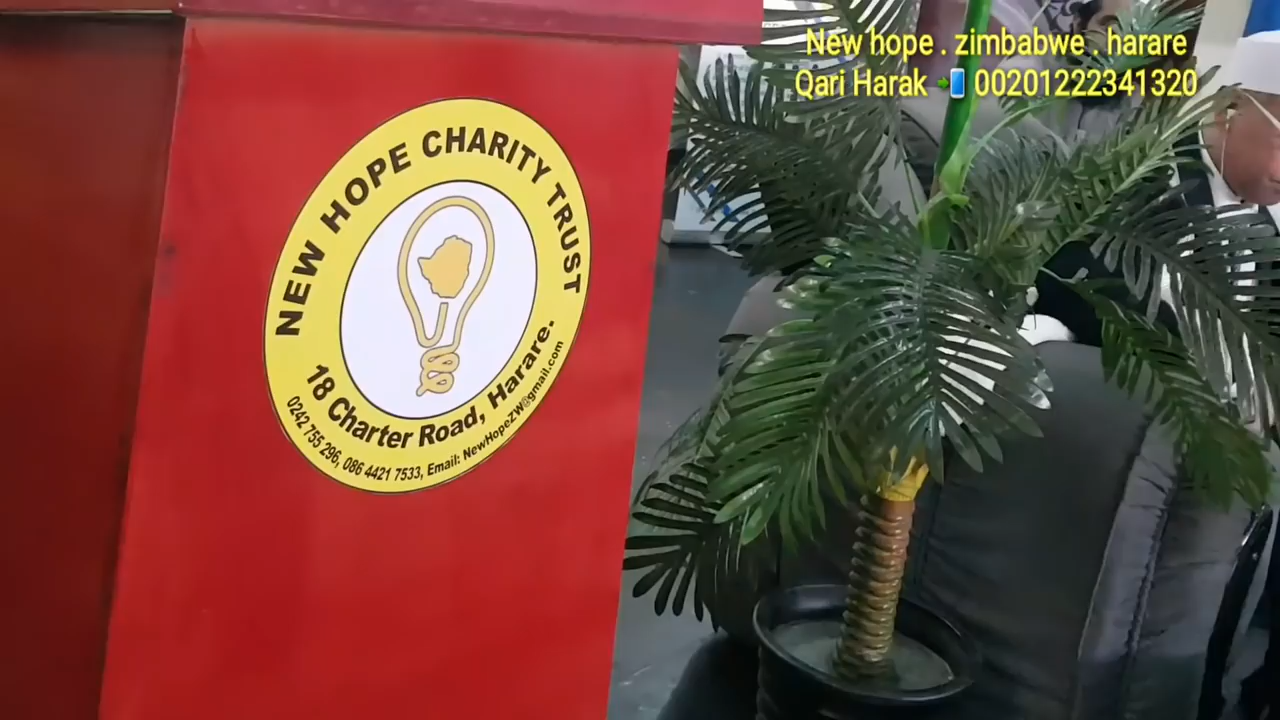 New hope . zimbabwe . harare
Qari Harak 📲 00201222341320
NEW HOPE CHARITY TRUST
18 Charter Road, Harare.
0242 755 296, 086 4421 7533, Email: NewHopeZW@gmail.com